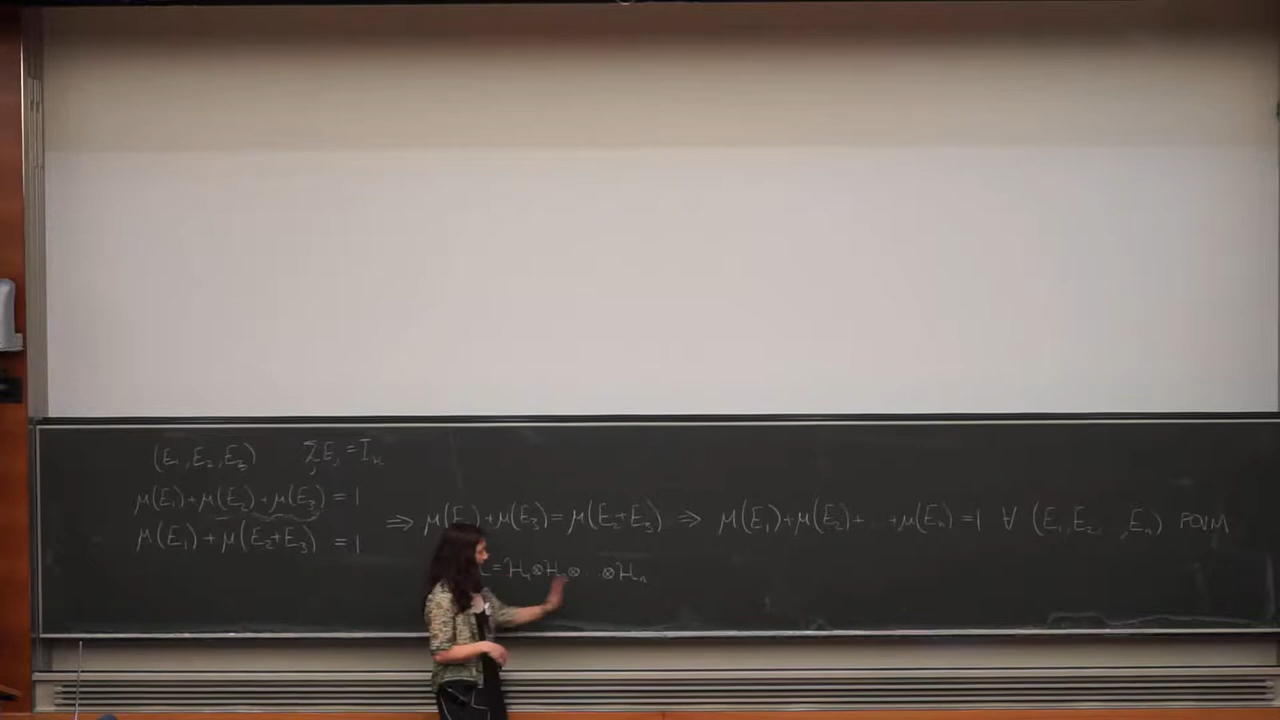 (E₁,E₂,E₃) ∑ⱼ Eⱼ = I_ℋ
μ(E₁)+μ(E₂)+μ(E₃) = 1
μ(E₁)+μ(E₂+E₃) = 1
⇒ μ(E₂)+μ(E₃)=μ(E₂+E₃) ⇒ μ(E₁)+μ(E₂)+...+μ(Eₙ)=1 ∀ (E₁,E₂,...,Eₙ) POVM
=ℋ₁⊗ℋ₂⊗...⊗ℋₙ